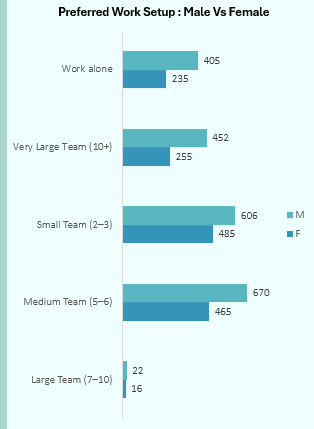 Preferred Work Setup : Male Vs Female
Work alone
405
235
Very Large Team (10+)
452
255
Small Team (2–3)
606
485
M
F
Medium Team (5–6)
670
465
Large Team (7–10)
22
16